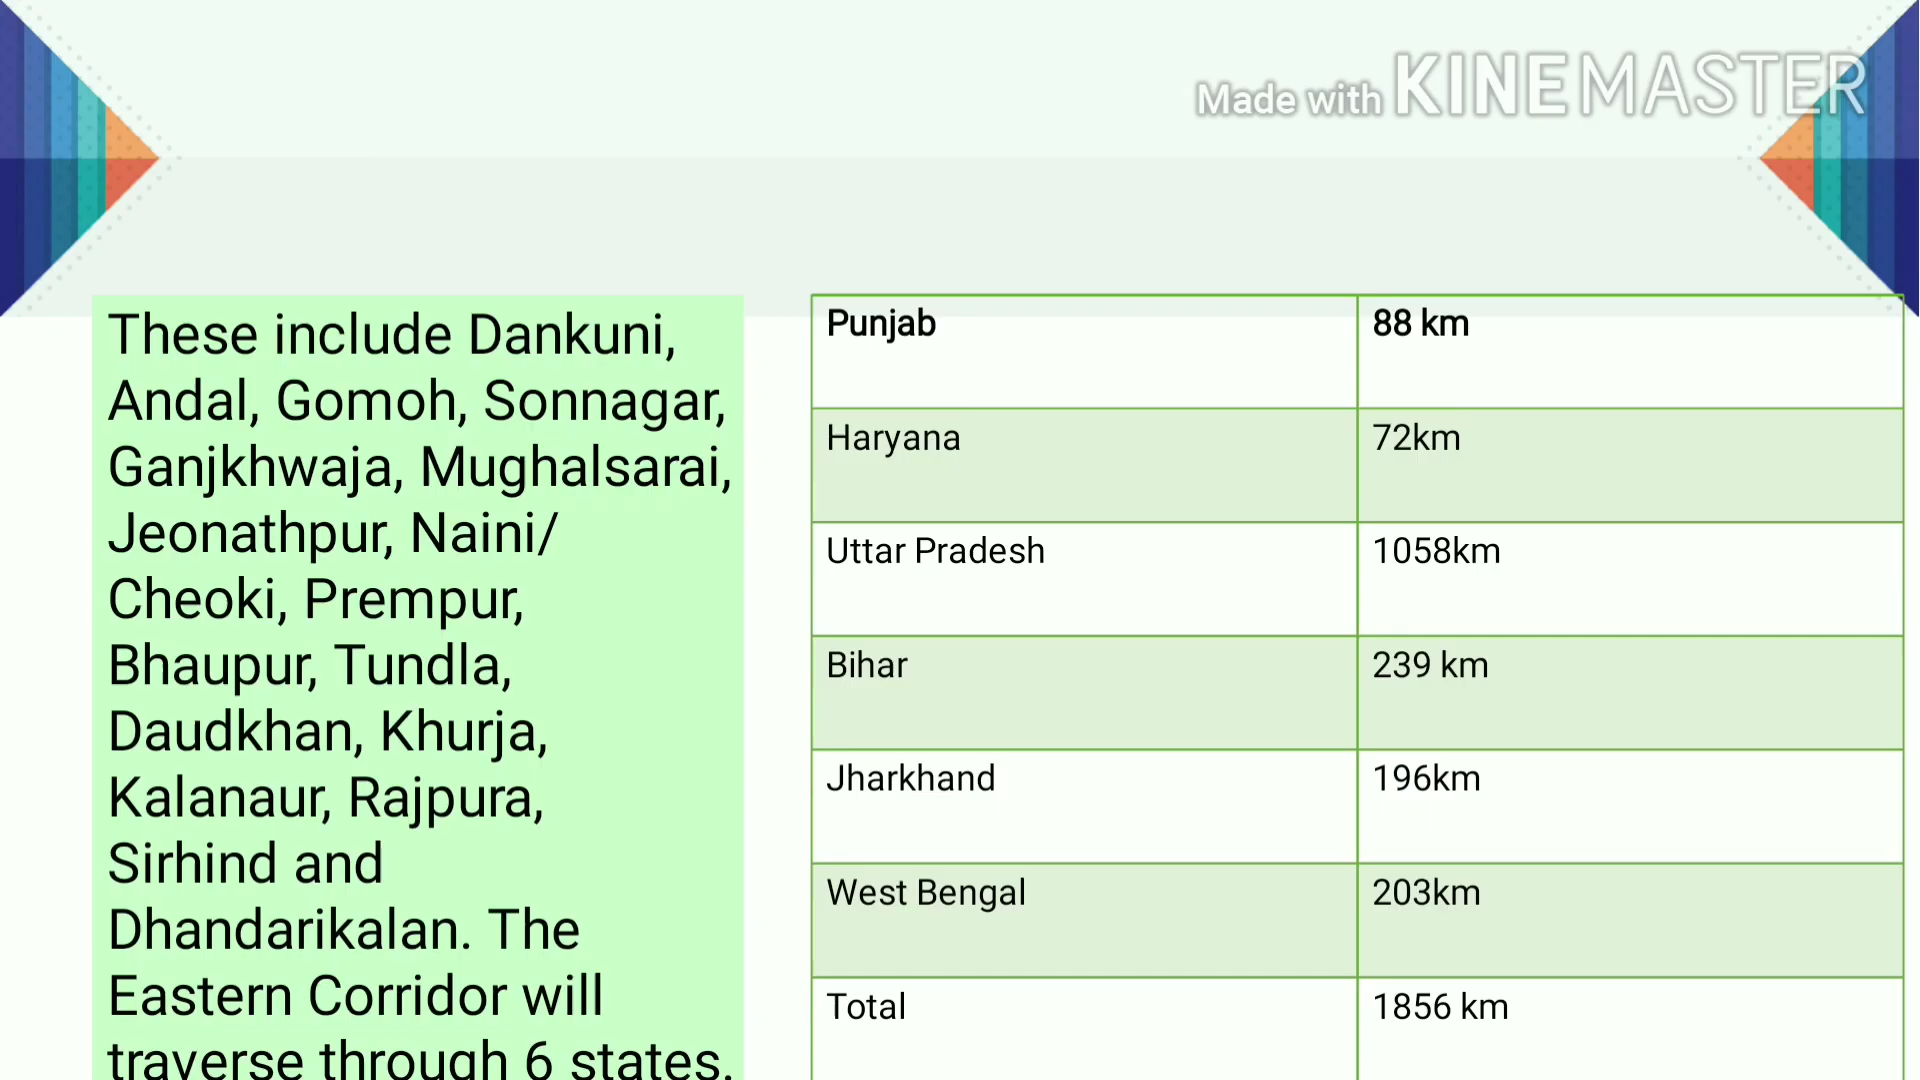 Made with KINEMASTER
These include Dankuni,
Andal, Gomoh, Sonnagar,
Ganjkhwaja, Mughalsarai,
Jeonathpur, Naini/
Cheoki, Prempur,
Bhaupur, Tundla,
Daudkhan, Khurja,
Kalanaur, Rajpura,
Sirhind and
Dhandarikalan. The
Eastern Corridor will
traverse through 6 states.
Punjab 88 km
Haryana 72km
Uttar Pradesh 1058km
Bihar 239 km
Jharkhand 196km
West Bengal 203km
Total 1856 km